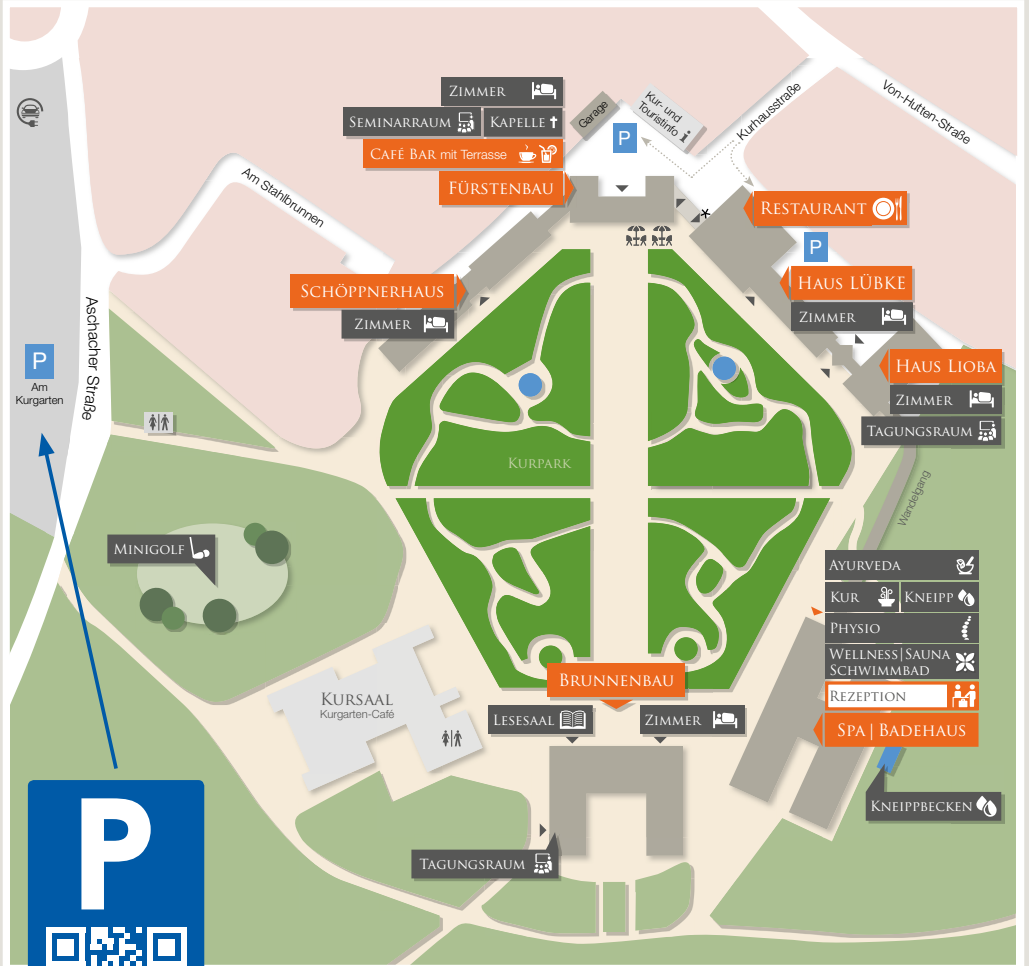 Zimmer
Seminarraum
Kapelle
Café Bar mit Terrasse
Fürstenbau
Garage
P
Kur- und
Touristinfo i
Kurhausstraße
Von-Hutten-Straße
Am Stahlbrunnen
Restaurant
P
Haus LÜBKE
Zimmer
Schöppnerhaus
Zimmer
Aschacher Straße
P
Am
Kurgarten
Haus Lioba
Zimmer
Tagungsraum
Kurpark
Wandelgang
Minigolf
Ayurveda
Kur
Kneipp
Physio
Wellness|Sauna
Schwimmbad
Rezeption
Spa | Badehaus
Brunnenbau
Lesesaal
Zimmer
Kursaal
Kurgarten-Café
Kneippbecken
Tagungsraum
P